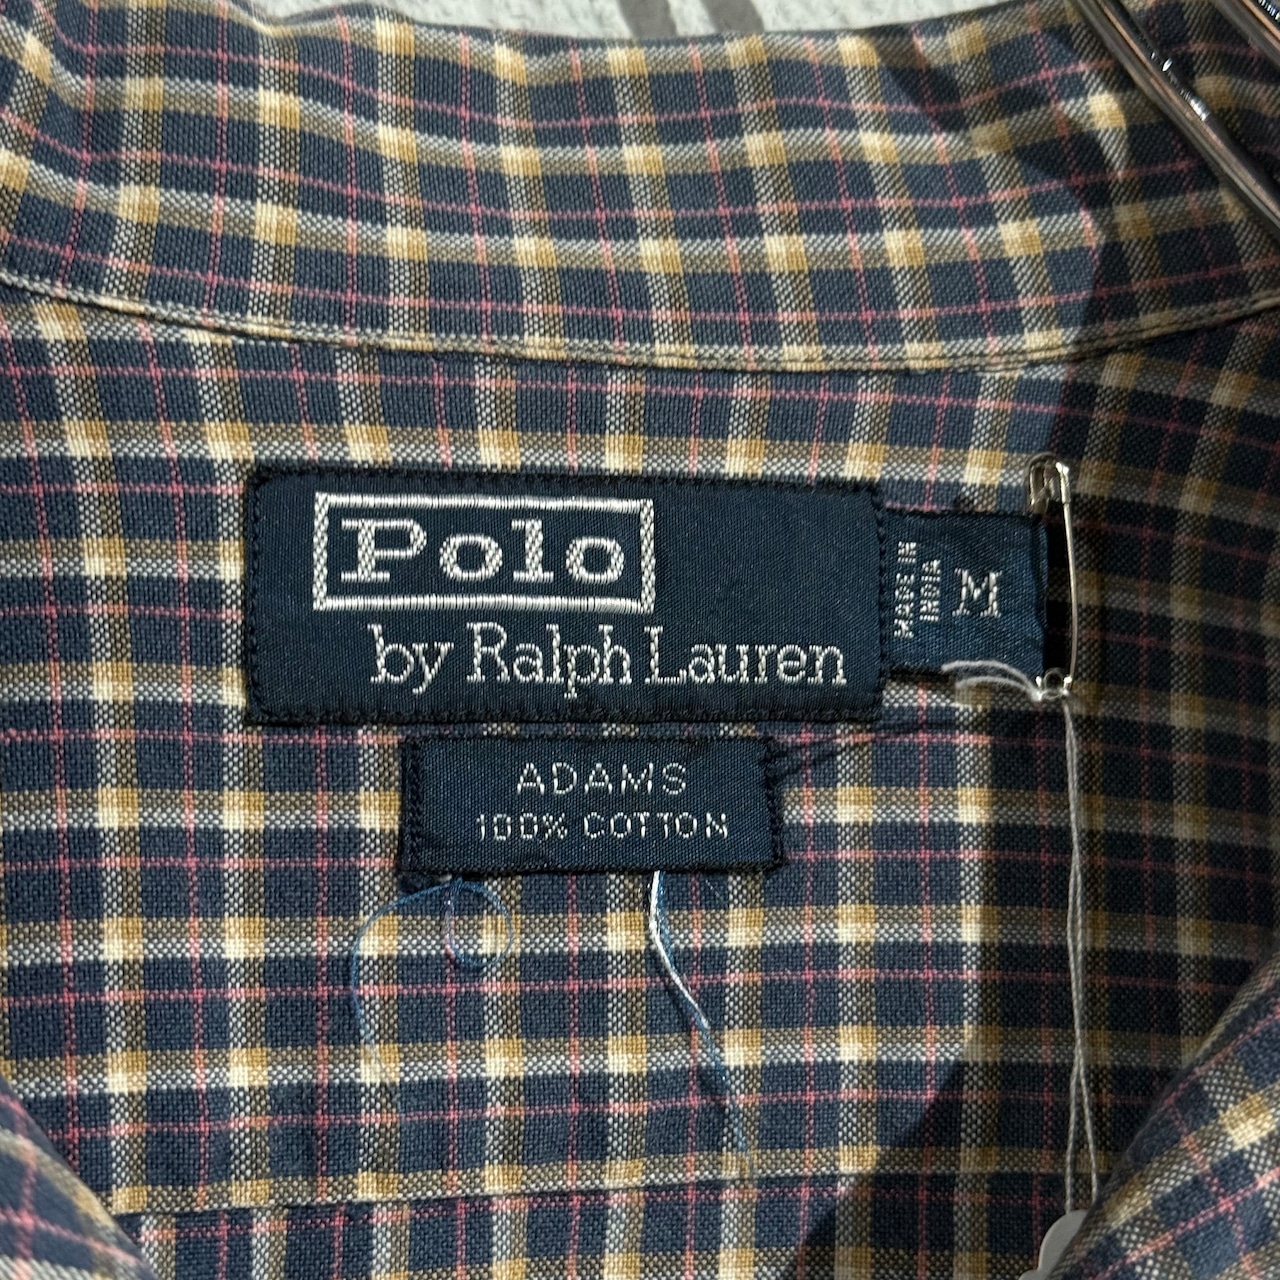 Polo
by Ralph Lauren
MADE IN
INDIA
M
ADAMS
100% COTTON